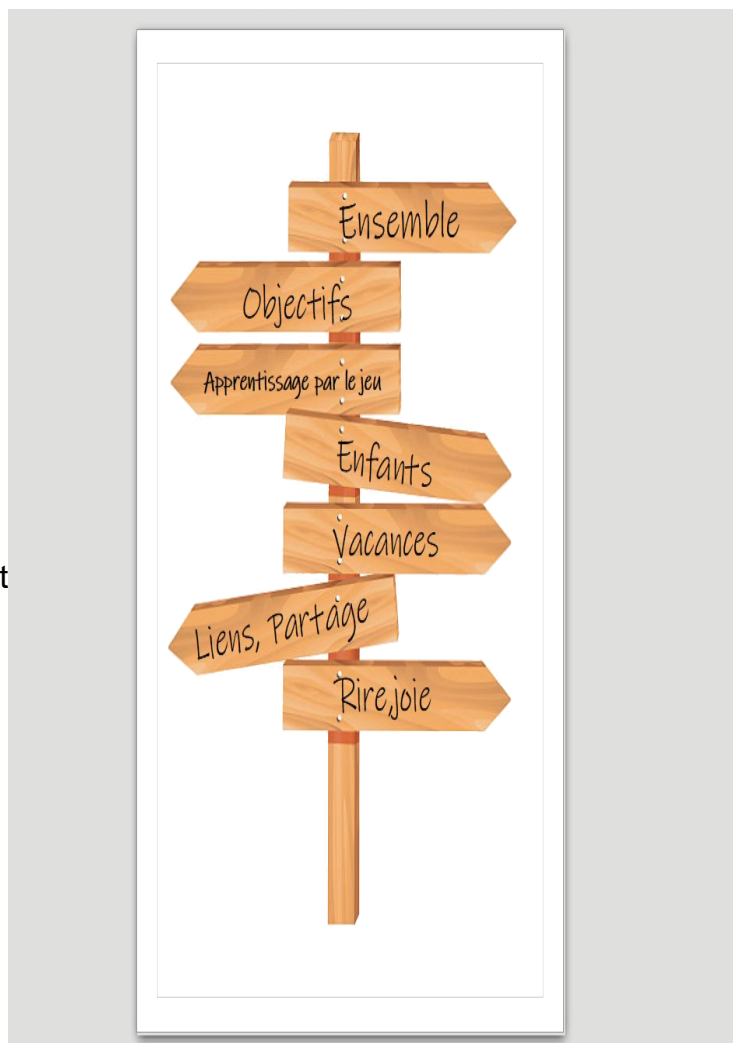 Ensemble
Objectifs
Apprentissage par le jeu
Enfants
Vacances
t
Liens, Partage
Rire,joie